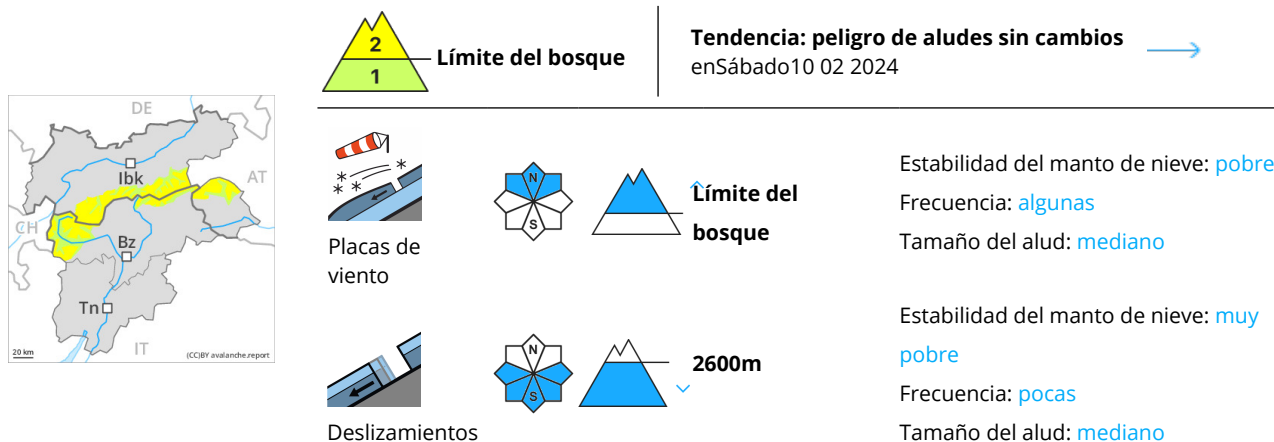 2
1
Límite del bosque
Tendencia: peligro de aludes sin cambios
enSábado10 02 2024
DE
Ibk
AT
CH
Bz
Tn
IT
20 km
(CC)BY avalanche.report
Placas de
viento
N
S
Límite del
bosque
Estabilidad del manto de nieve: pobre
Frecuencia: algunas
Tamaño del alud: mediano
Deslizamientos
N
S
2600m
Estabilidad del manto de nieve: muy
pobre
Frecuencia: pocas
Tamaño del alud: mediano